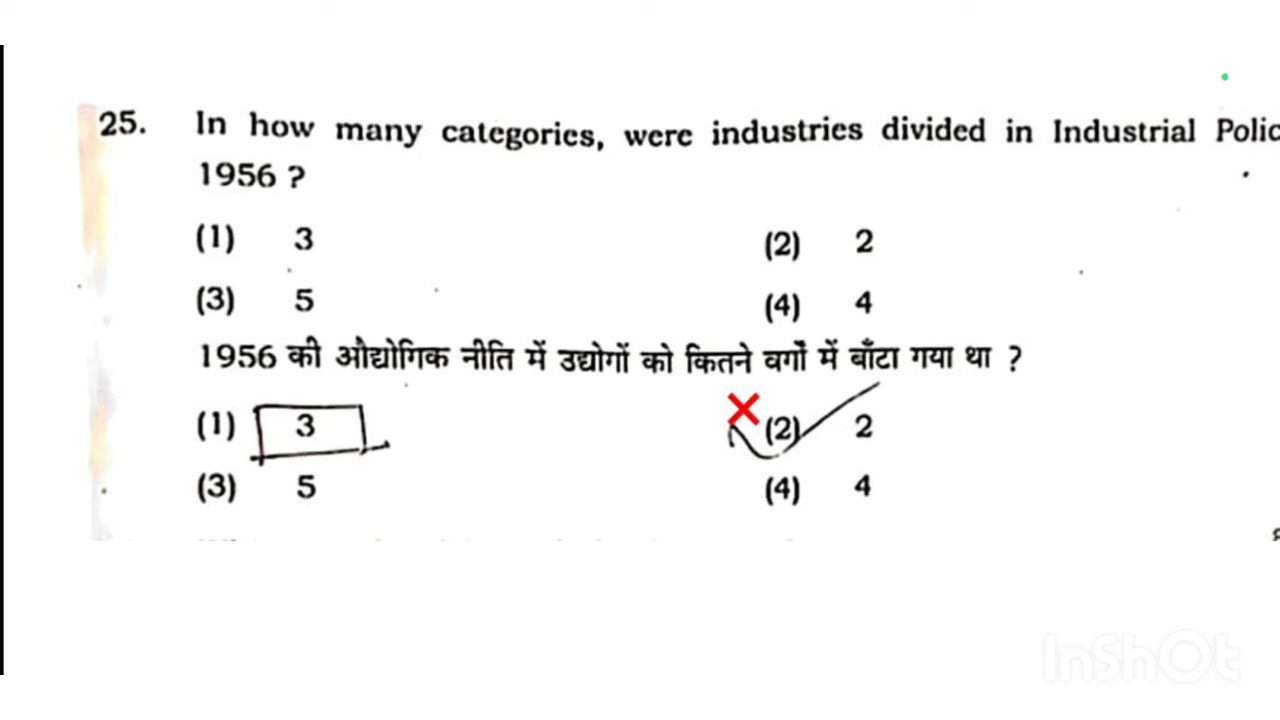 25. In how many categories, were industries divided in Industrial Polic
1956 ?
(1) 3 (2) 2
(3) 5 (4) 4
1956 की औद्योगिक नीति में उद्योगों को कितने वर्गों में बाँटा गया था ?
(1) 3 (2) 2
(3) 5 (4) 4
InShOt